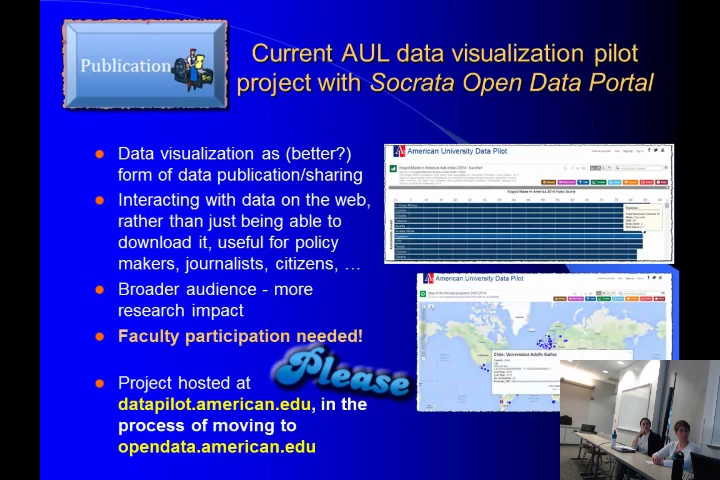 Publication
Current AUL data visualization pilot
project with Socrata Open Data Portal
Data visualization as (better?)
form of data publication/sharing
Interacting with data on the web,
rather than just being able to
download it, useful for policy
makers, journalists, citizens, …
Broader audience - more
research impact
Faculty participation needed!
Please
Project hosted at
datapilot.american.edu, in the
process of moving to
opendata.american.edu
American University Data Pilot
American University Data Pilot